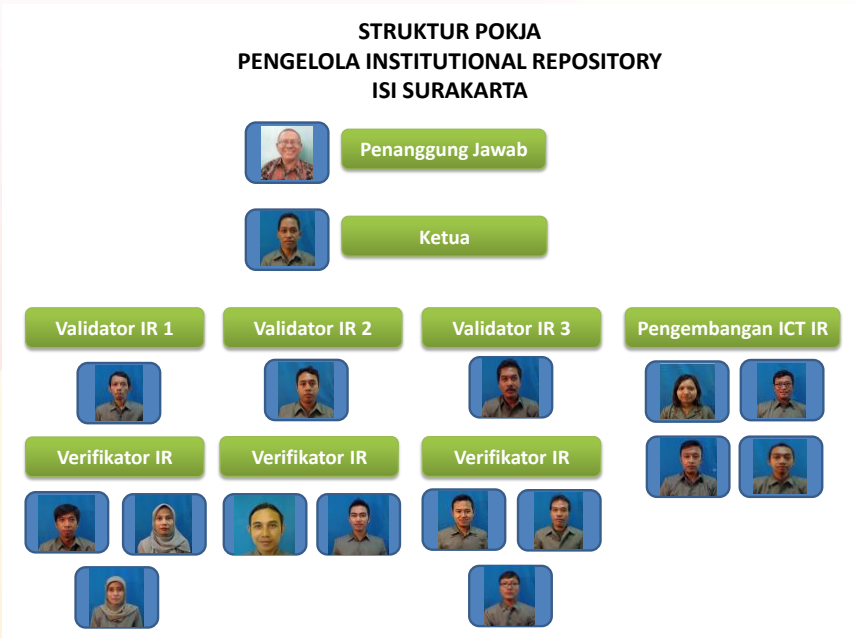 STRUKTUR POKJA
PENGELOLA INSTITUTIONAL REPOSITORY
ISI SURAKARTA
Penanggung Jawab
Ketua
Validator IR 1
Validator IR 2
Validator IR 3
Pengembangan ICT IR
Verifikator IR
Verifikator IR
Verifikator IR